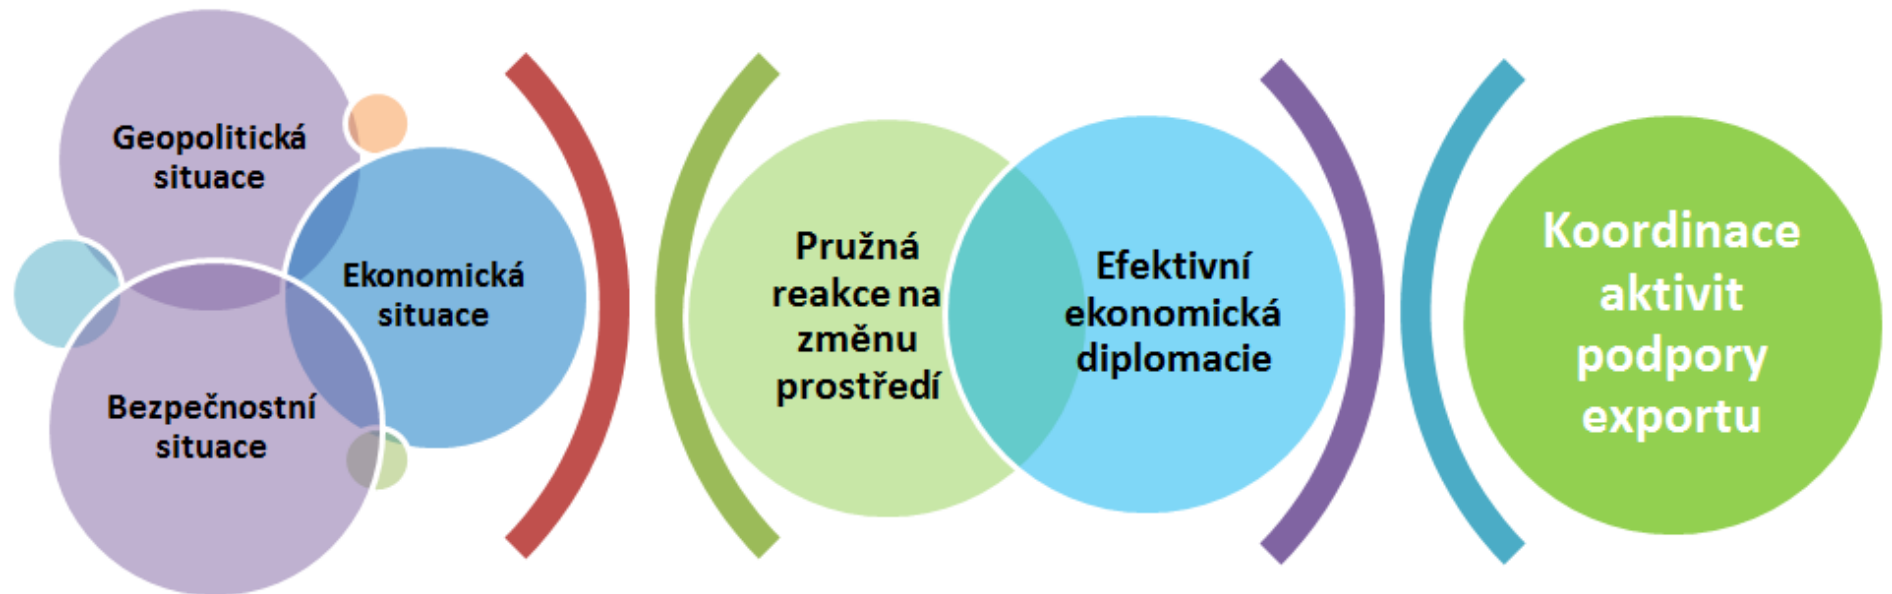 Geopolitická
situace
Ekonomická
situace
Bezpečnostní
situace
Pružná
reakce na
změnu
prostředí
Efektivní
ekonomická
diplomacie
Koordinace
aktivit
podpory
exportu